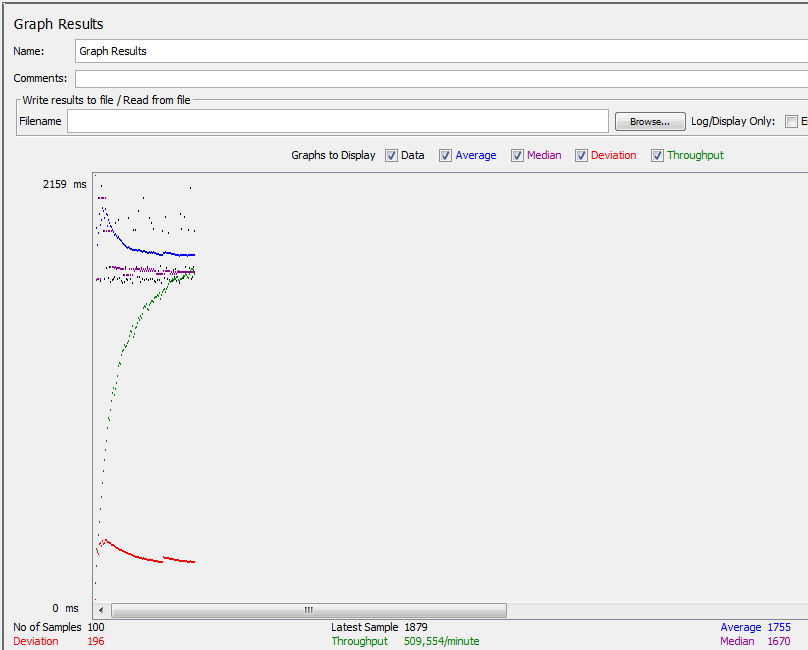 Graph Results
Name: Graph Results
Comments:
Write results to file / Read from file
Filename Browse... Log/Display Only: E
Graphs to Display Data Average Median Deviation Throughput
2159 ms
0 ms
No of Samples 100 Latest Sample 1879 Average 1755
Deviation 196 Throughput 509,554/minute Median 1670